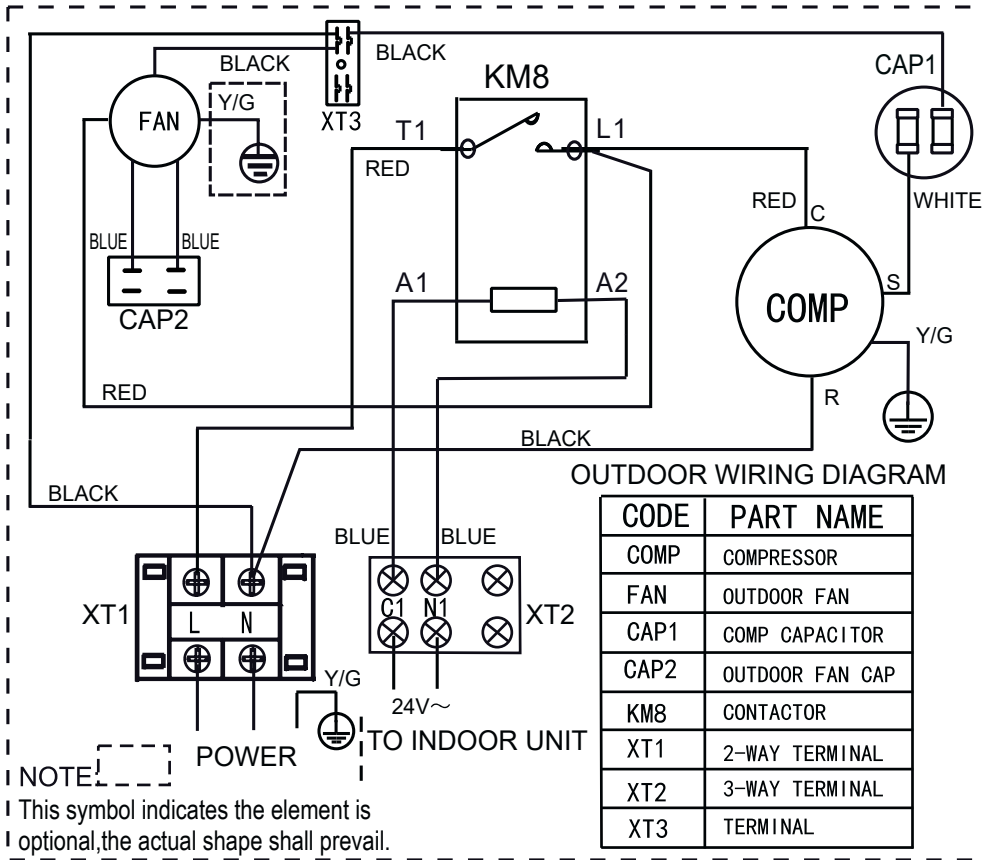 BLACK
BLACK
KM8
CAP1
Y/G
FAN
XT3
T1
L1
RED
RED
C
WHITE
BLUE
BLUE
A1
A2
S
COMP
CAP2
Y/G
RED
R
BLACK
OUTDOOR WIRING DIAGRAM
BLACK
CODE PART NAME
COMP COMPRESSOR
FAN OUTDOOR FAN
CAP1 COMP CAPACITOR
CAP2 OUTDOOR FAN CAP
KM8 CONTACTOR
XT1 2-WAY TERMINAL
XT2 3-WAY TERMINAL
XT3 TERMINAL
BLUE
BLUE
XT1
L N
C1 N1
XT2
Y/G
24V～
POWER
TO INDOOR UNIT
NOTE:
This symbol indicates the element is
optional,the actual shape shall prevail.